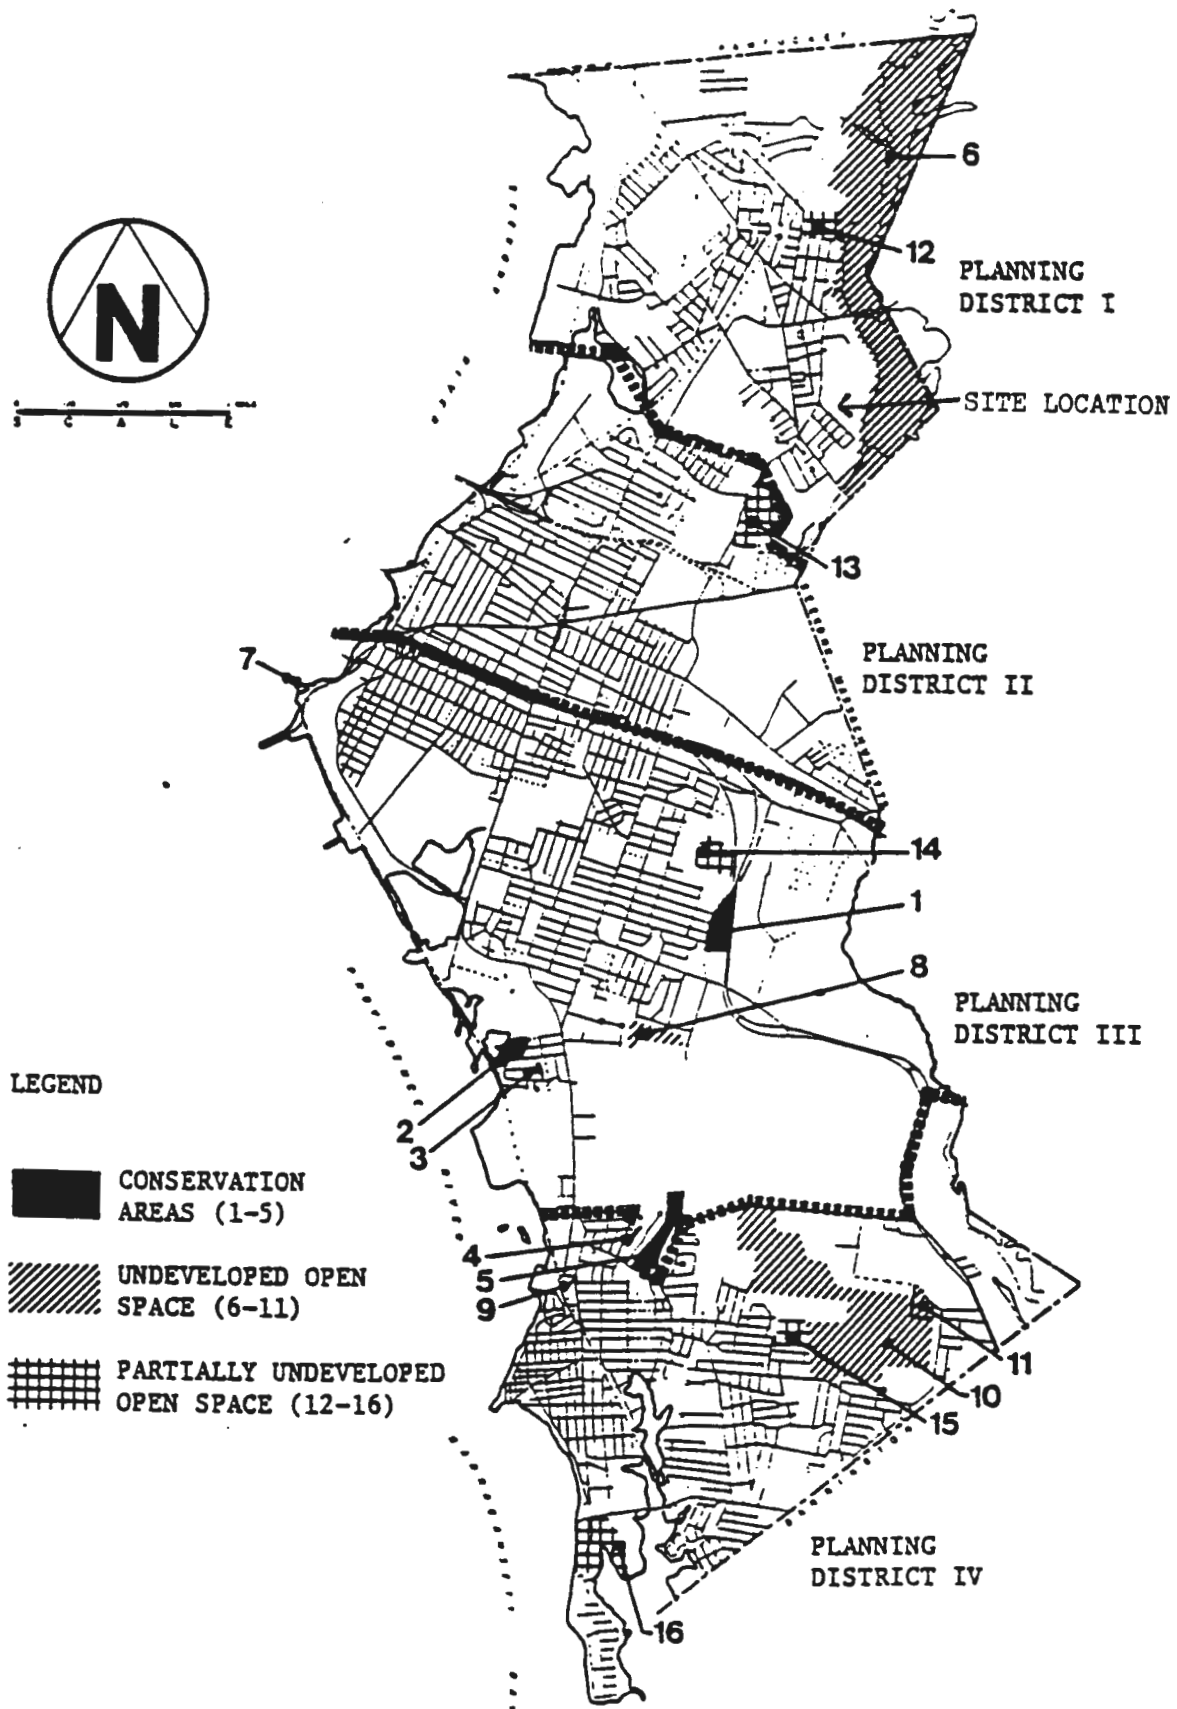 6
12
PLANNING
DISTRICT I
SITE LOCATION
N
SCALE
13
PLANNING
DISTRICT II
7
14
1
8
PLANNING
DISTRICT III
LEGEND
2
3
CONSERVATION
AREAS (1-5)
4
5
9
UNDEVELOPED OPEN
SPACE (6-11)
11
10
15
PARTIALLY UNDEVELOPED
OPEN SPACE (12-16)
PLANNING
DISTRICT IV
16